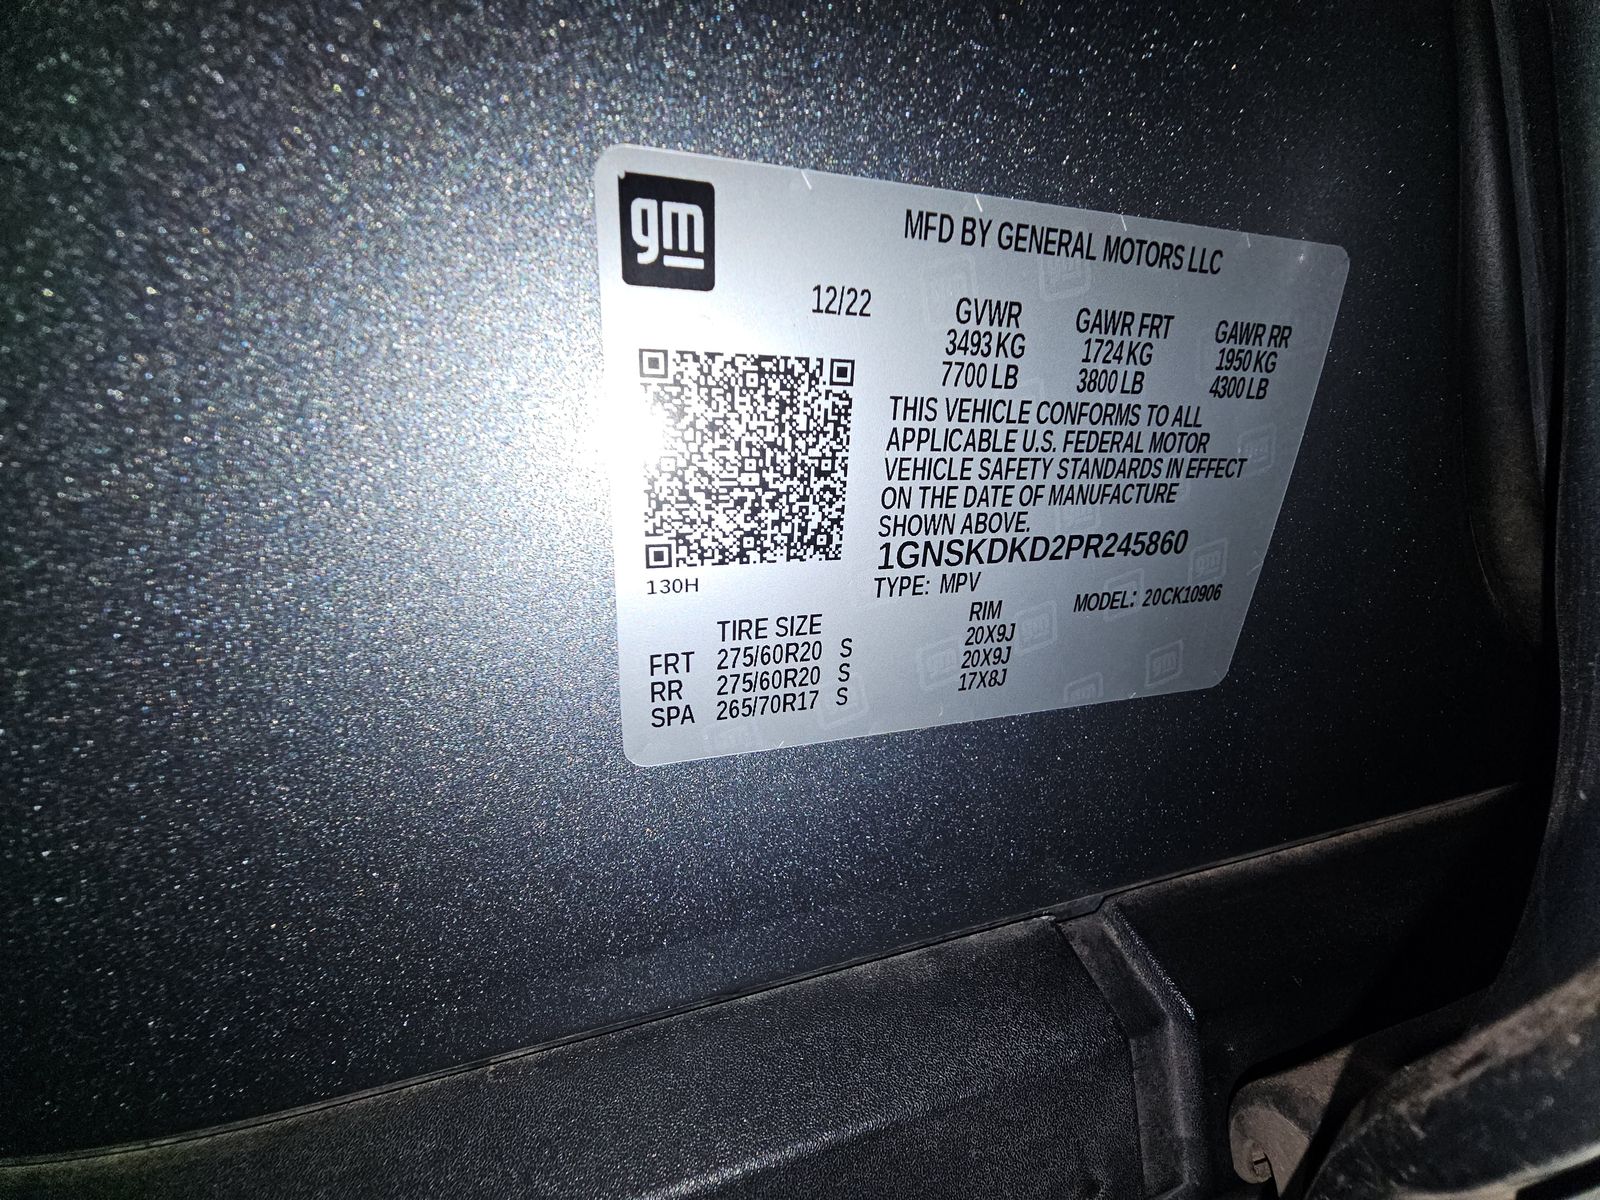 gm
MFD BY GENERAL MOTORS LLC
12/22
GVWR GAWR FRT GAWR RR
3493 KG 1724 KG 1950 KG
7700 LB 3800 LB 4300 LB
THIS VEHICLE CONFORMS TO ALL
APPLICABLE U.S. FEDERAL MOTOR
VEHICLE SAFETY STANDARDS IN EFFECT
ON THE DATE OF MANUFACTURE
SHOWN ABOVE.
1GNSKDKD2PR245860
130H
TYPE: MPV MODEL: 20CK10906
TIRE SIZE RIM
FRT 275/60R20 S 20X9J
RR 275/60R20 S 20X9J
SPA 265/70R17 S 17X8J